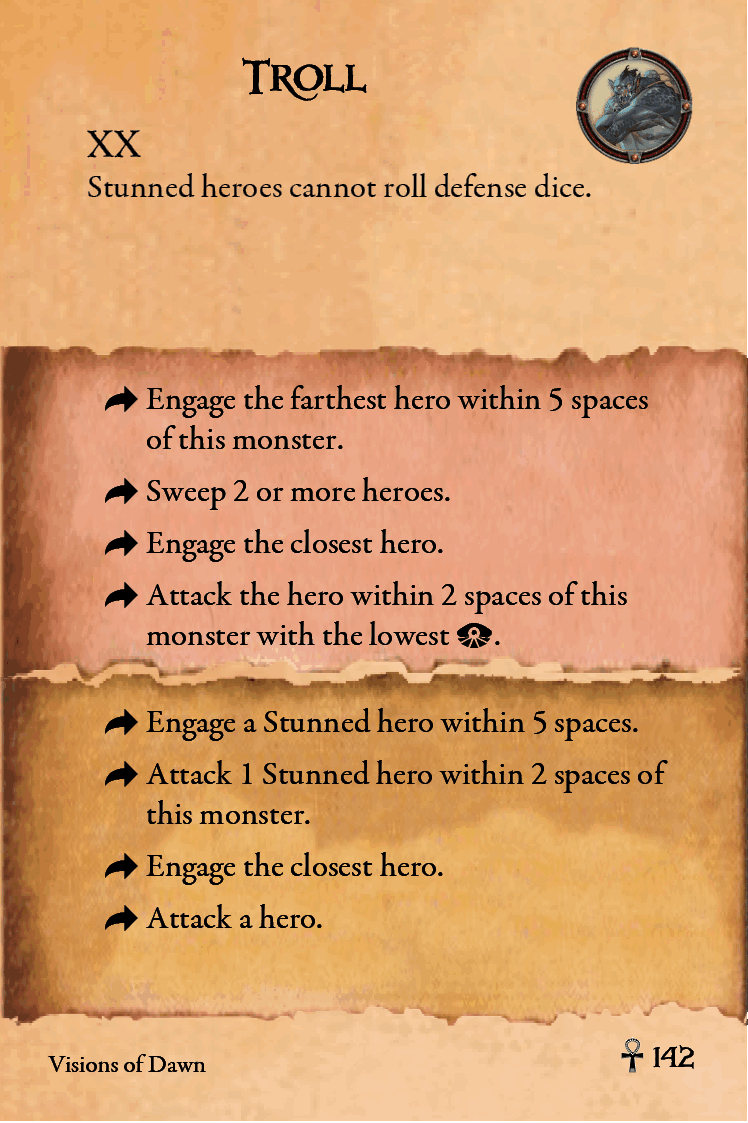 Troll
XX
Stunned heroes cannot roll defense dice.
Engage the farthest hero within 5 spaces
of this monster.
Sweep 2 or more heroes.
Engage the closest hero.
Attack the hero within 2 spaces of this
monster with the lowest .
Engage a Stunned hero within 5 spaces.
Attack 1 Stunned hero within 2 spaces of
this monster.
Engage the closest hero.
Attack a hero.
Visions of Dawn
142